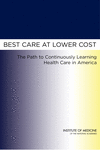 BEST CARE AT LOWER COST
The Path to Continuously Learning
Health Care in America
INSTITUTE OF MEDICINE